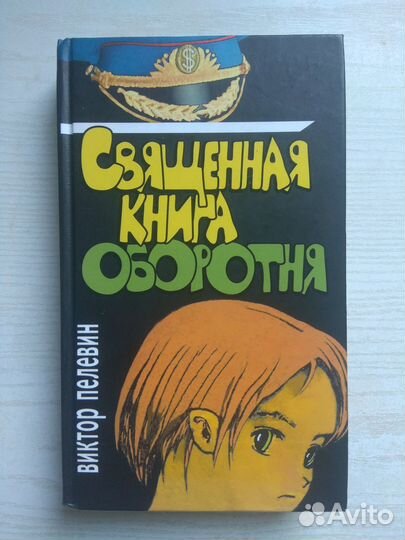 $
СВЯЩЕННАЯ
КНИГА
ОБОРОТНЯ
ВИКТОР ПЕЛЕВИН
Avito